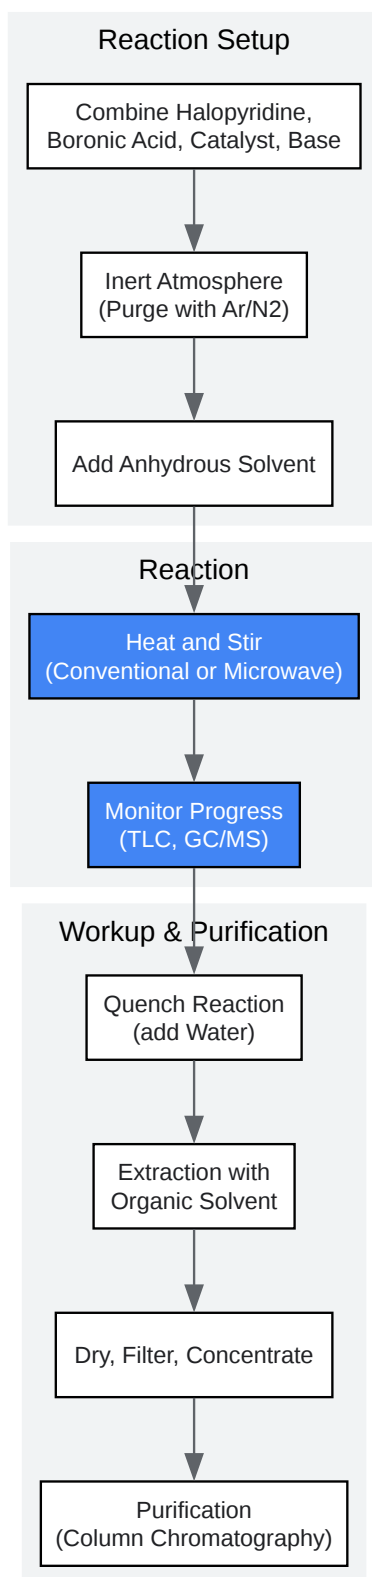 Reaction Setup
Combine Halopyridine,
Boronic Acid, Catalyst, Base
Inert Atmosphere
(Purge with Ar/N2)
Add Anhydrous Solvent
Reaction
Heat and Stir
(Conventional or Microwave)
Monitor Progress
(TLC, GC/MS)
Workup & Purification
Quench Reaction
(add Water)
Extraction with
Organic Solvent
Dry, Filter, Concentrate
Purification
(Column Chromatography)